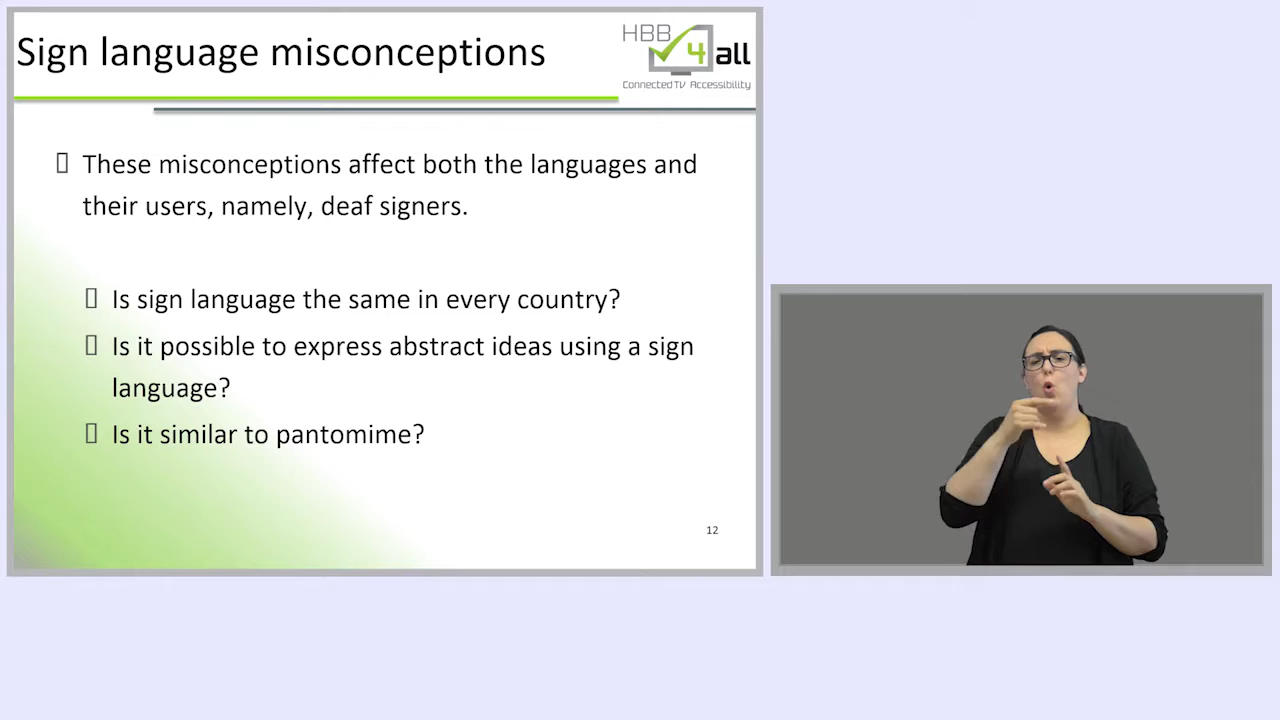 Sign language misconceptions
HBB
4 all
Connected TV Accessibility
These misconceptions affect both the languages and
their users, namely, deaf signers.
Is sign language the same in every country?
Is it possible to express abstract ideas using a sign
language?
Is it similar to pantomime?
12